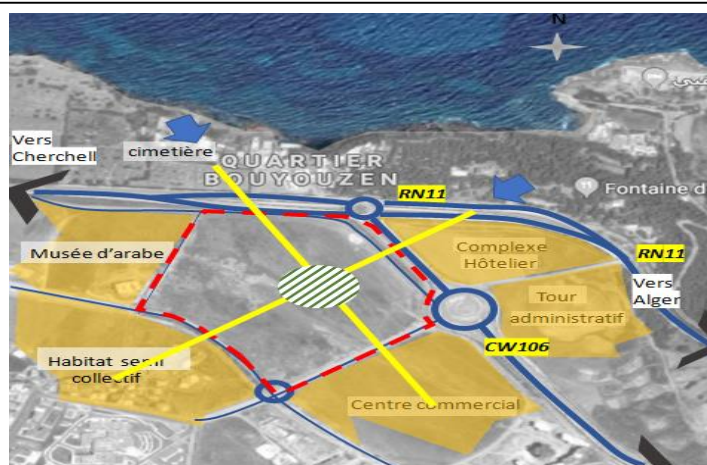 N
Vers
Cherchell
cimetière
QUARTIER
BOUYOUZEN
RN11
Fontaine d
Musée d'arabe
Complexe
Hôtelier
RN11
Vers
Alger
Tour
administratif
CW106
Habitat semi
collectif
Centre commercial